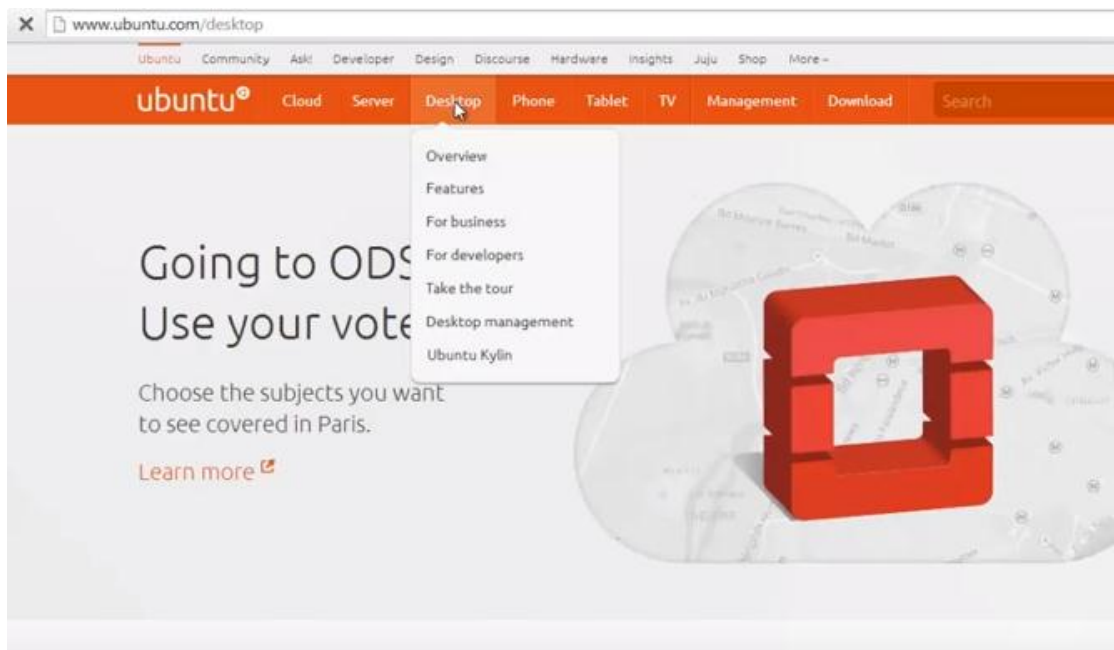 www.ubuntu.com/desktop
Ubuntu Community Ask! Developer Design Discourse Hardware Insights Juju Shop More
ubuntu Cloud Server Desktop Phone Tablet TV Management Download Search
Overview
Features
For business
For developers
Take the tour
Desktop management
Ubuntu Kylin
Going to ODS
Use your vote
Choose the subjects you want
to see covered in Paris.
Learn more